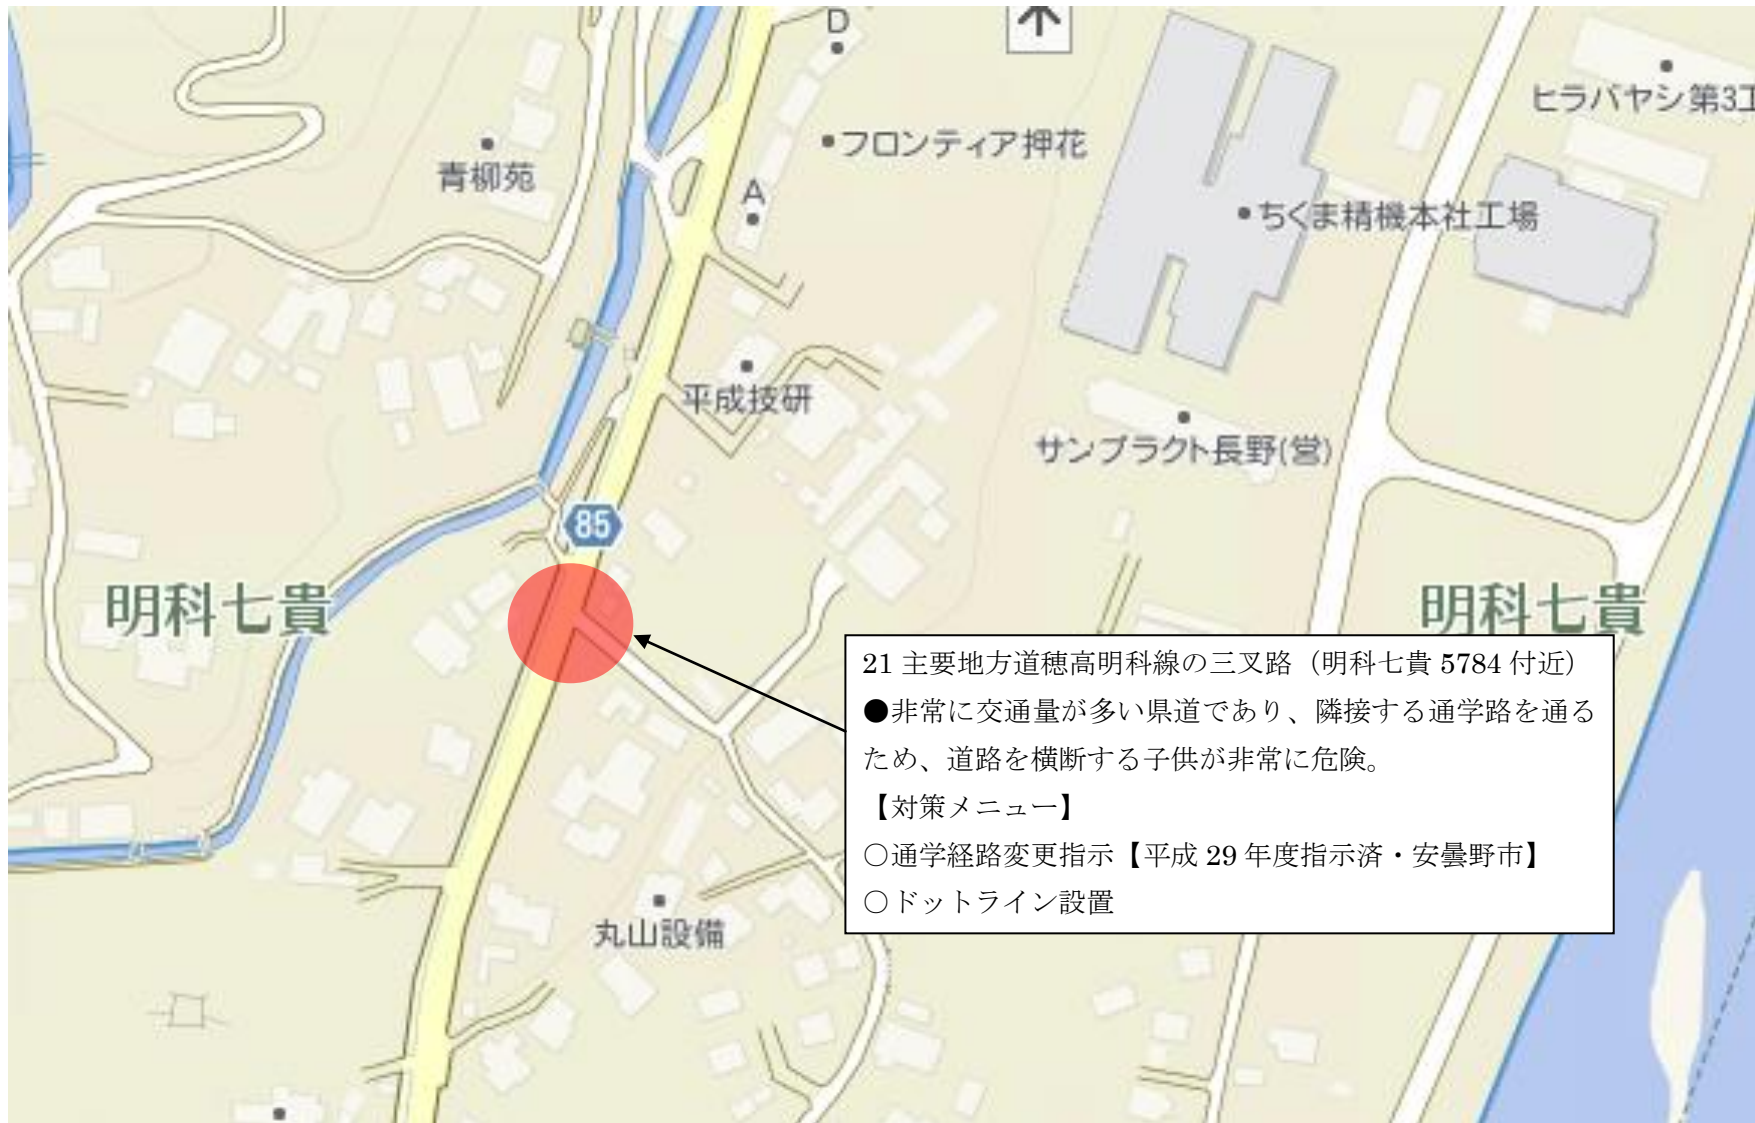 D
ヒラバヤシ第3工
フロンティア押花
青柳苑
A
ちくま精機本社工場
平成技研
サンプラクト長野(営)
85
明科七貴
明科七貴
21 主要地方道穂高明科線の三叉路（明科七貴 5784 付近）
●非常に交通量が多い県道であり、隣接する通学路を通る
ため、道路を横断する子供が非常に危険。
【対策メニュー】
○通学経路変更指示【平成 29 年度指示済・安曇野市】
○ドットライン設置
丸山設備